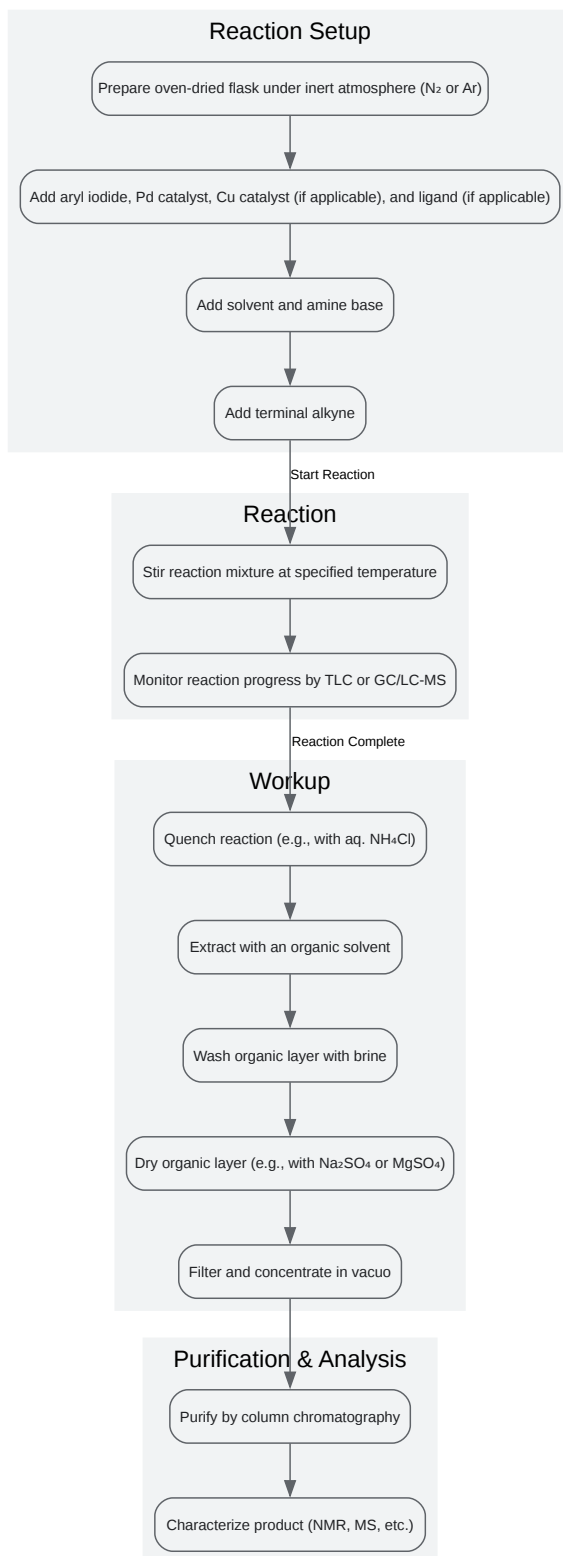 Reaction Setup
Prepare oven-dried flask under inert atmosphere (N₂ or Ar)
Add aryl iodide, Pd catalyst, Cu catalyst (if applicable), and ligand (if applicable)
Add solvent and amine base
Add terminal alkyne
Start Reaction
Reaction
Stir reaction mixture at specified temperature
Monitor reaction progress by TLC or GC/LC-MS
Reaction Complete
Workup
Quench reaction (e.g., with aq. NH₄Cl)
Extract with an organic solvent
Wash organic layer with brine
Dry organic layer (e.g., with Na₂SO₄ or MgSO₄)
Filter and concentrate in vacuo
Purification & Analysis
Purify by column chromatography
Characterize product (NMR, MS, etc.)